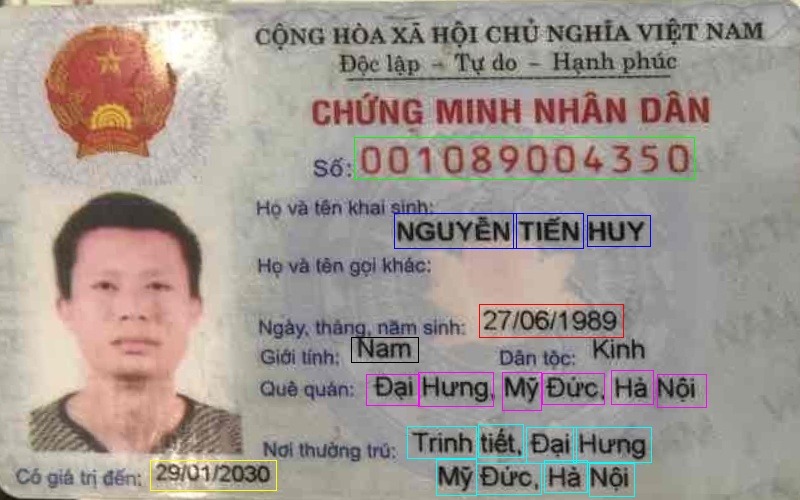 CỘNG HÒA XÃ HỘI CHỦ NGHĨA VIỆT NAM
Độc lập - Tự do - Hạnh phúc
CHỨNG MINH NHÂN DÂN
Số: 001089004350
Họ và tên khai sinh:
NGUYỄN TIẾN HUY
Họ và tên gọi khác:
Ngày, tháng, năm sinh: 27/06/1989
Giới tính: Nam Dân tộc: Kinh
Quê quán: Đại Hưng, Mỹ Đức, Hà Nội
Nơi thường trú: Trinh tiết, Đại Hưng
Mỹ Đức, Hà Nội
Có giá trị đến: 29/01/2030